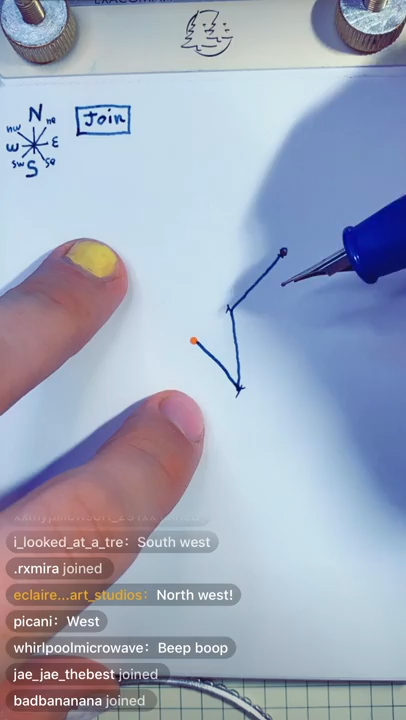 N
nw ne
W E
sw se
S
Join
i_looked_at_a_tre: South west
.rxmira joined
eclaire...art_studios: North west!
picani: West
whirlpoolmicrowave: Beep boop
jae_jae_thebest joined
badbananana joined